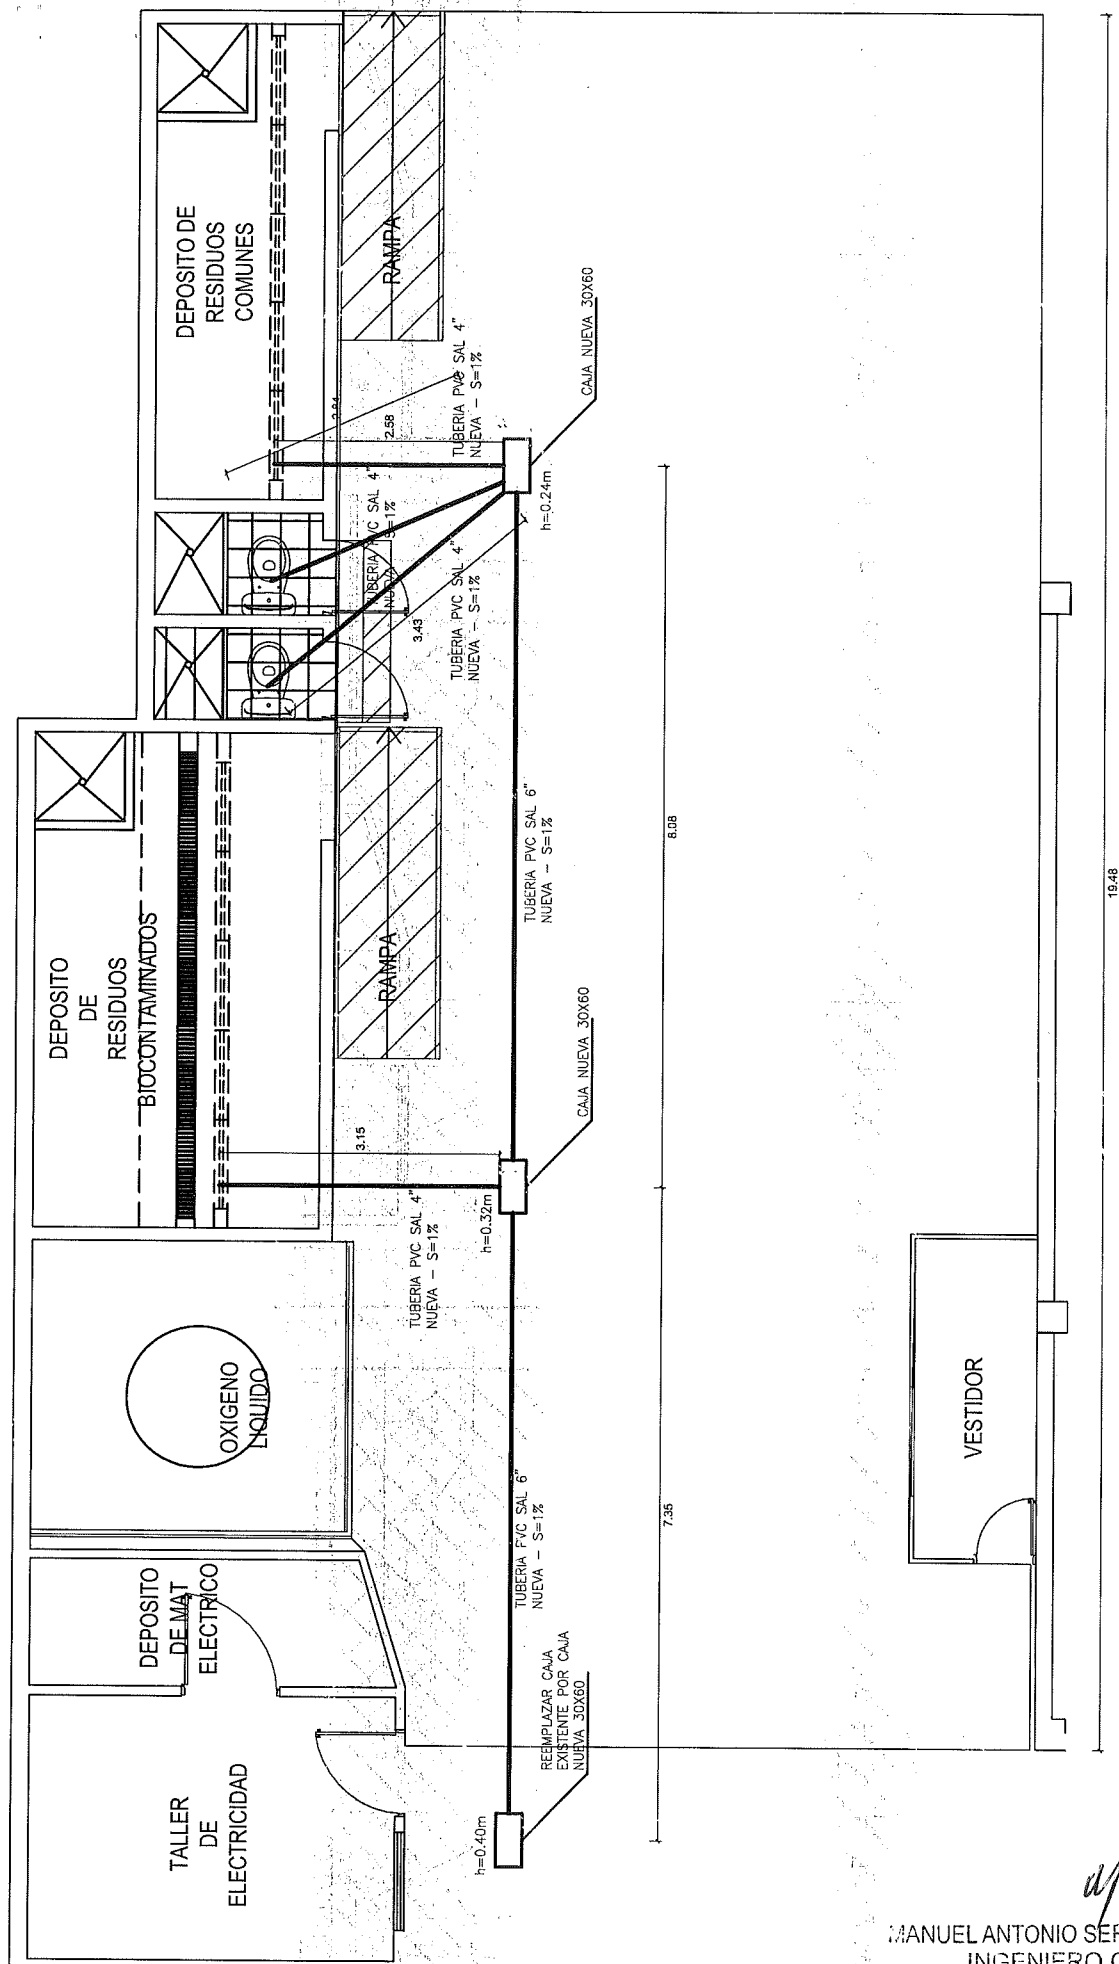 DEPOSITO DE
RESIDUOS
COMUNES
RAMPA
TUBERIA PVC SAL 4"
NUEVA - S=1%
CAJA NUEVA 30X60
2.58
h=0.24m
TUBERIA PVC SAL 4"
NUEVA - S=1%
TUBERIA PVC SAL 4"
NUEVA - S=1%
3.43
DEPOSITO
DE
RESIDUOS
BIOCONTAMINADOS
RAMPA
TUBERIA PVC SAL 6"
NUEVA - S=1%
8.08
19.48
CAJA NUEVA 30X60
3.15
h=0.32m
TUBERIA PVC SAL 4"
NUEVA - S=1%
OXIGENO
LIQUIDO
VESTIDOR
TUBERIA PVC SAL 6"
NUEVA - S=1%
7.35
DEPOSITO
DE MAT
ELECTRICO
REEMPLAZAR CAJA
EXISTENTE POR CAJA
NUEVA 30X60
h=0.40m
TALLER
DE
ELECTRICIDAD
MANUEL ANTONIO
INGENIERO